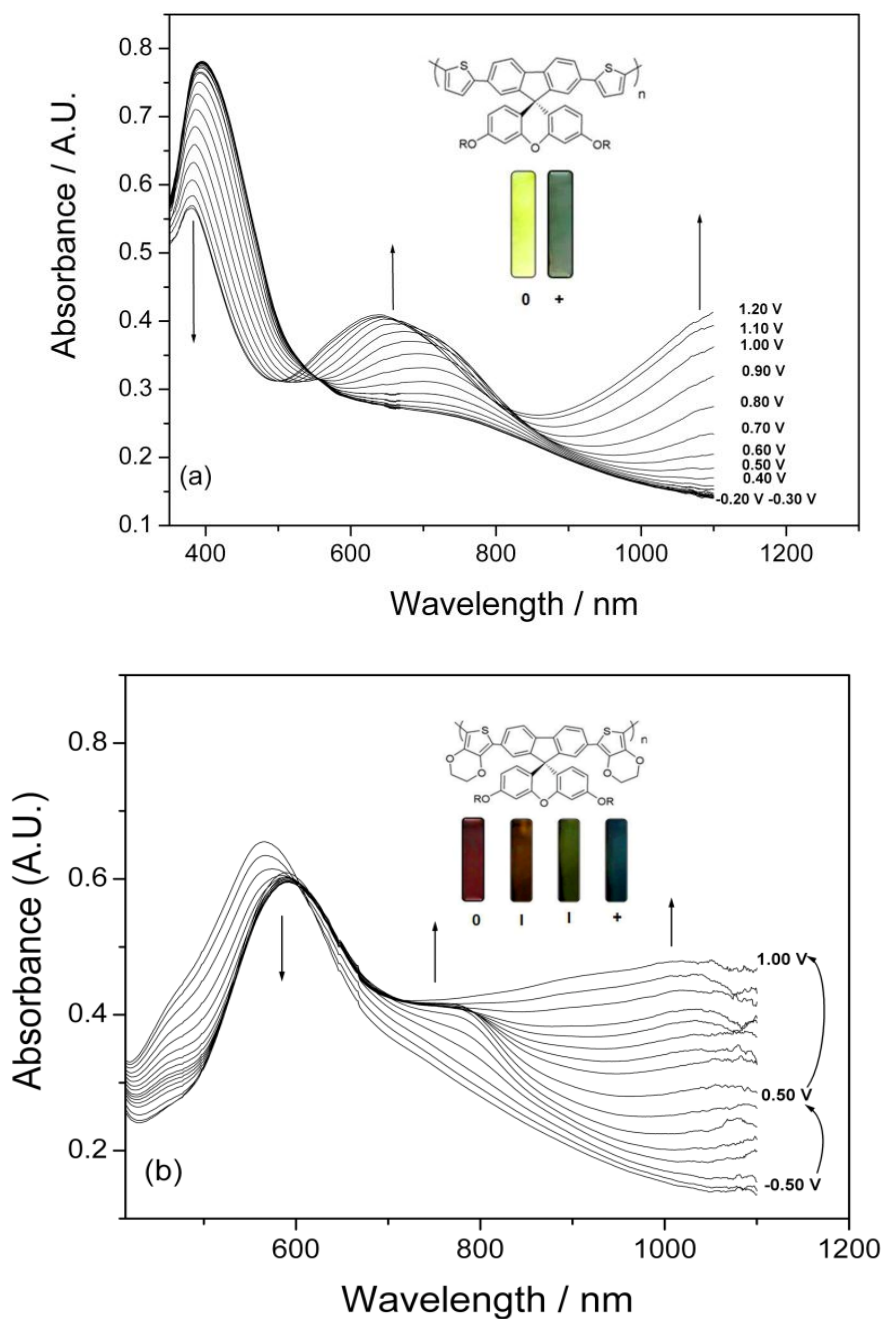 0.8
0.7
0.6
0.5
0.4
0.3
0.2
0.1
Absorbance / A.U.
S
S
n
RO
O
OR
0 +
1.20 V
1.10 V
1.00 V
0.90 V
0.80 V
0.70 V
0.60 V
0.50 V
0.40 V
-0.20 V -0.30 V
(a)
400 600 800 1000 1200
Wavelength / nm
0.8
0.6
0.4
0.2
Absorbance (A.U.)
S
S
n
O
O
O
O
RO
O
OR
0 I I +
1.00 V
0.50 V
-0.50 V
(b)
600 800 1000 1200
Wavelength / nm